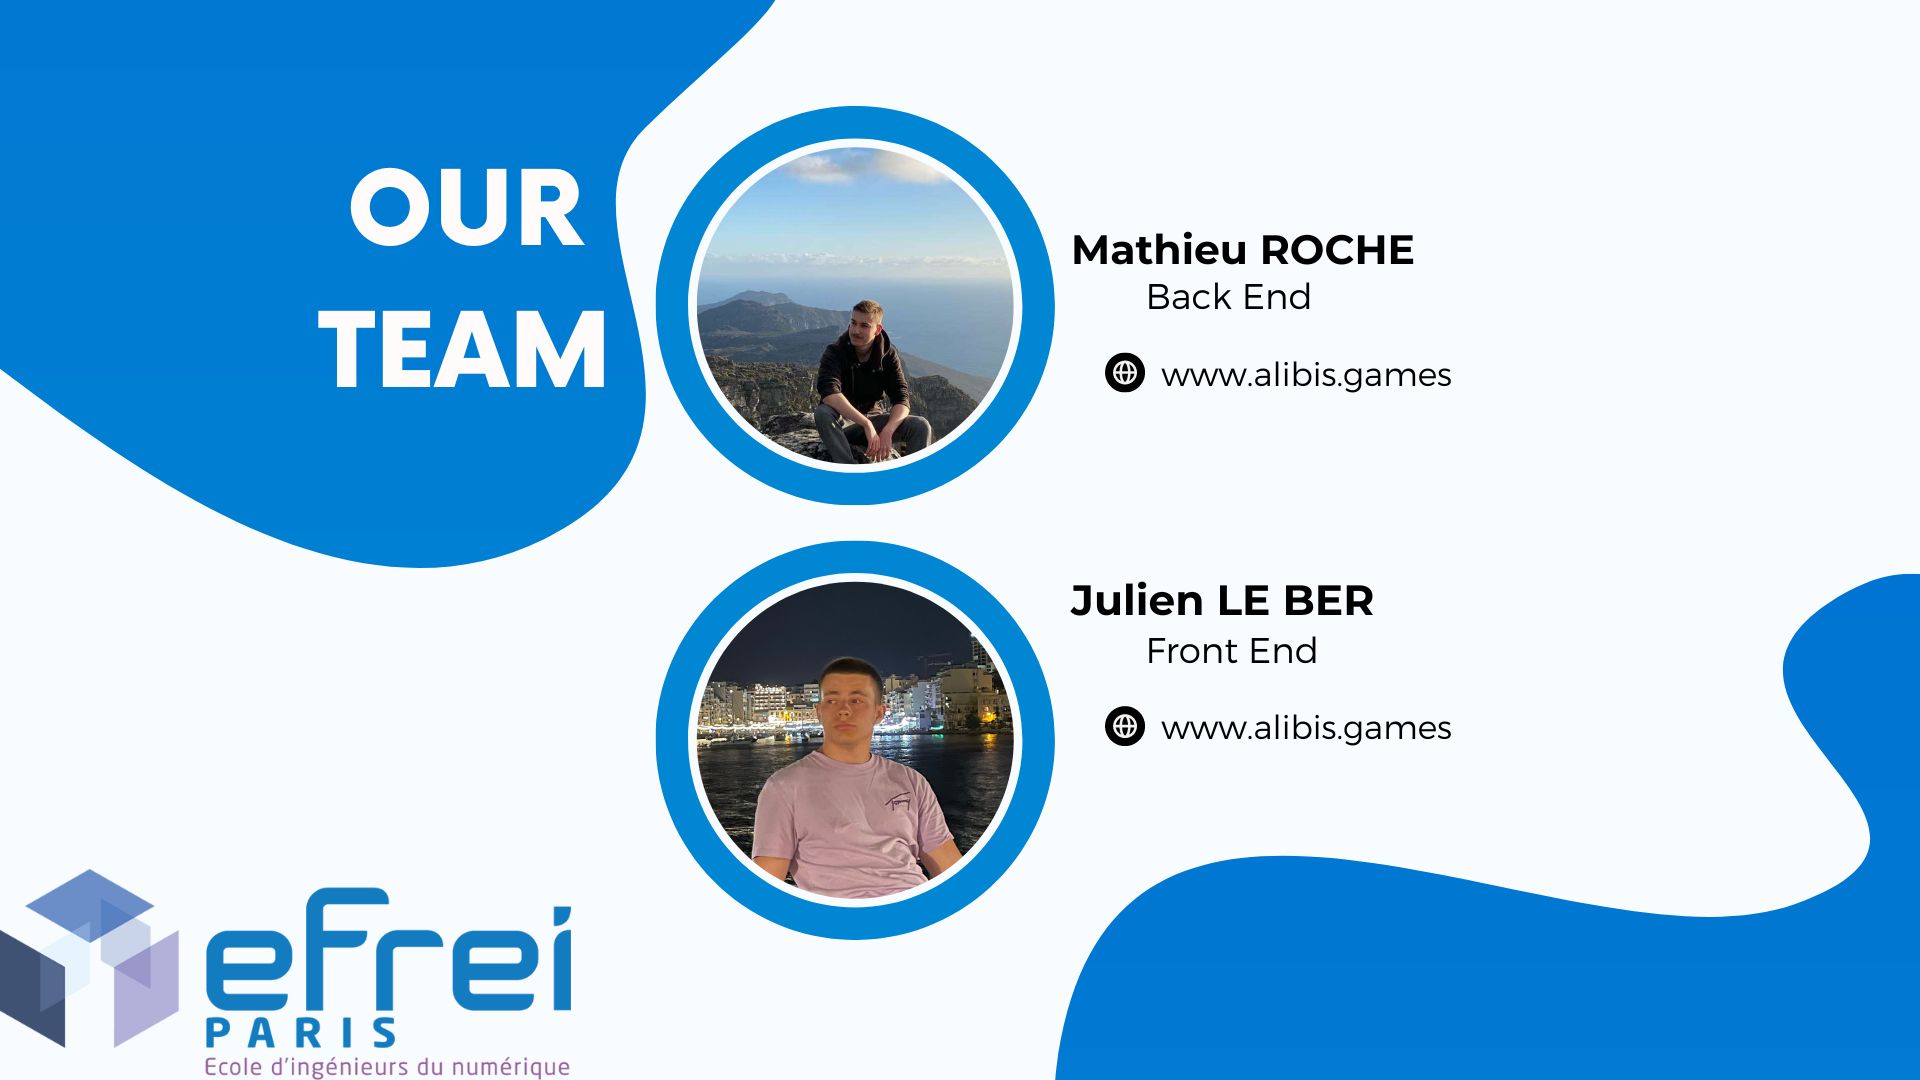 OUR
TEAM
Mathieu ROCHE
Back End
www.alibis.games
Julien LE BER
Front End
www.alibis.games
efrei
PARIS
Ecole d'ingénieurs du numérique